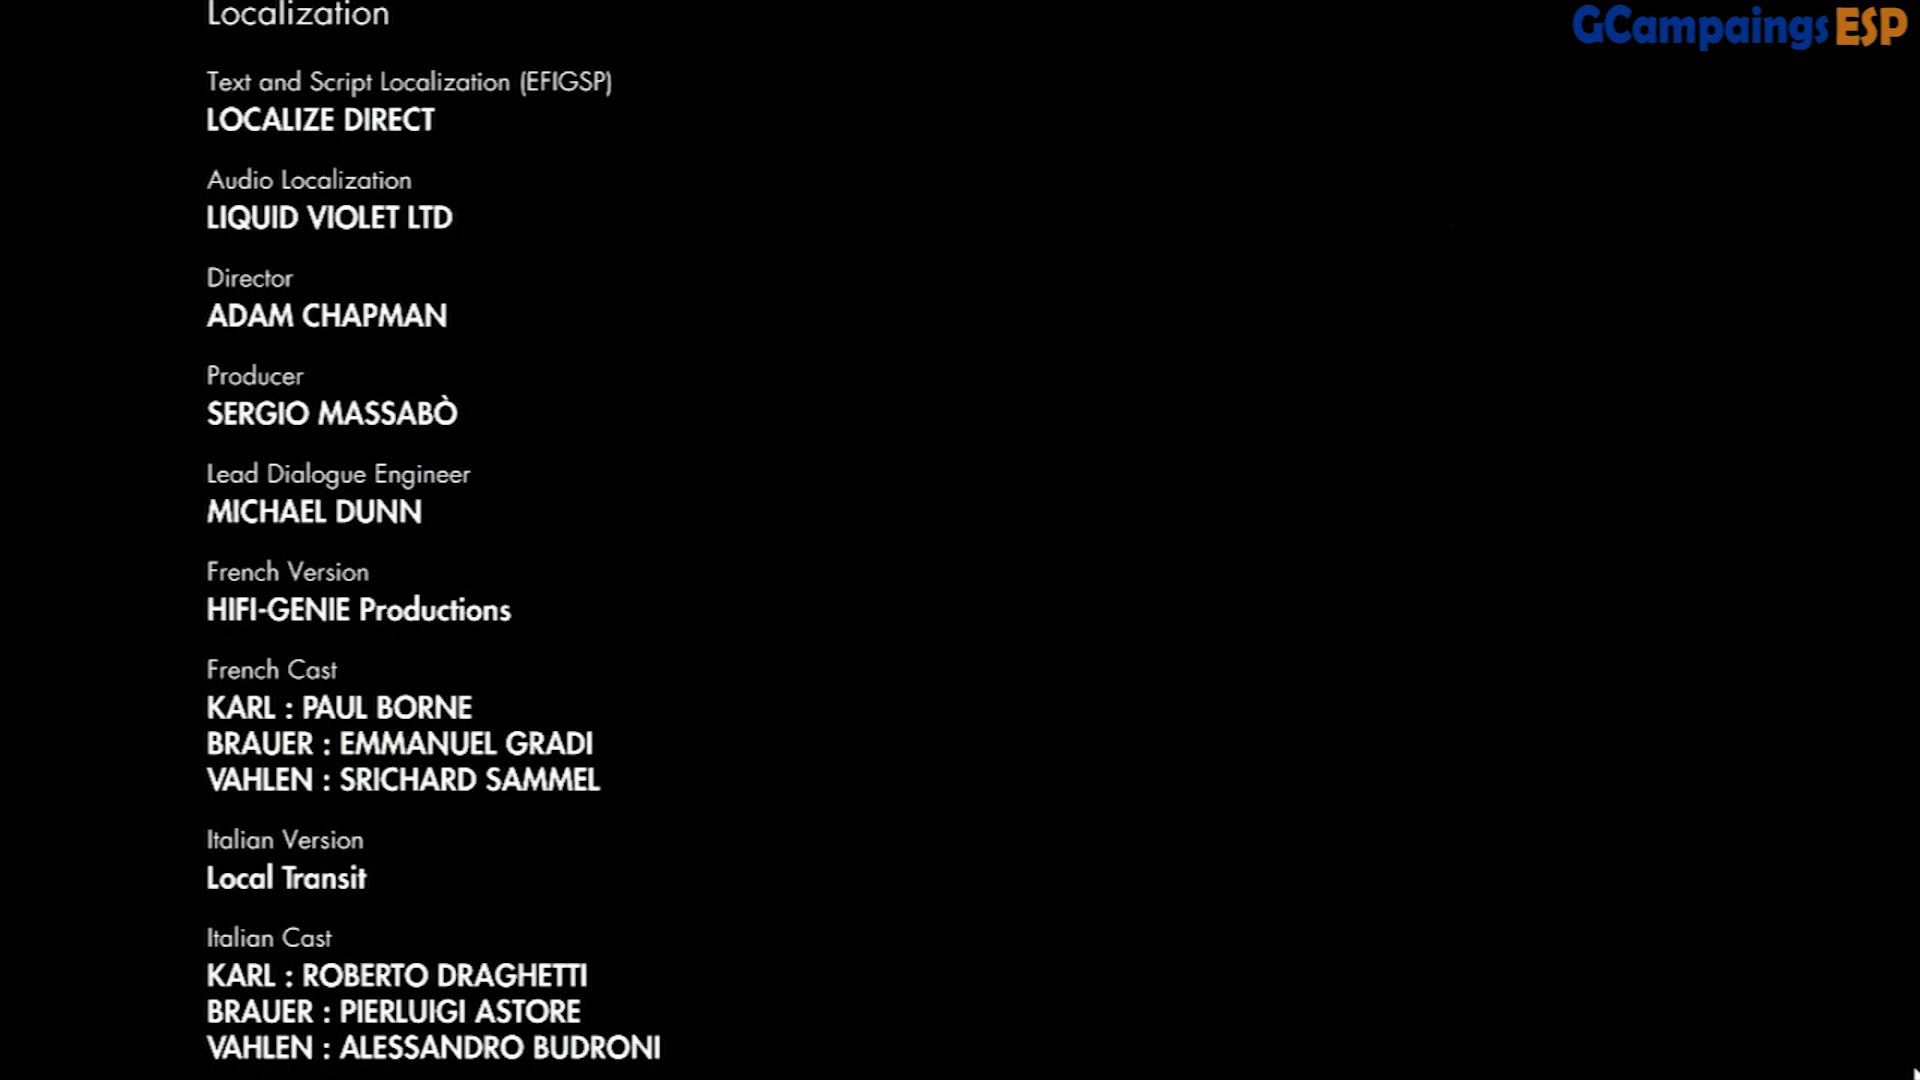 Localization
GCampaings ESP
Text and Script Localization (EFIGSP)
LOCALIZE DIRECT
Audio Localization
LIQUID VIOLET LTD
Director
ADAM CHAPMAN
Producer
SERGIO MASSABÒ
Lead Dialogue Engineer
MICHAEL DUNN
French Version
HIFI-GENIE Productions
French Cast
KARL : PAUL BORNE
BRAUER : EMMANUEL GRADI
VAHLEN : SRICHARD SAMMEL
Italian Version
Local Transit
Italian Cast
KARL : ROBERTO DRAGHETTI
BRAUER : PIERLUIGI ASTORE
VAHLEN : ALESSANDRO BUDRONI